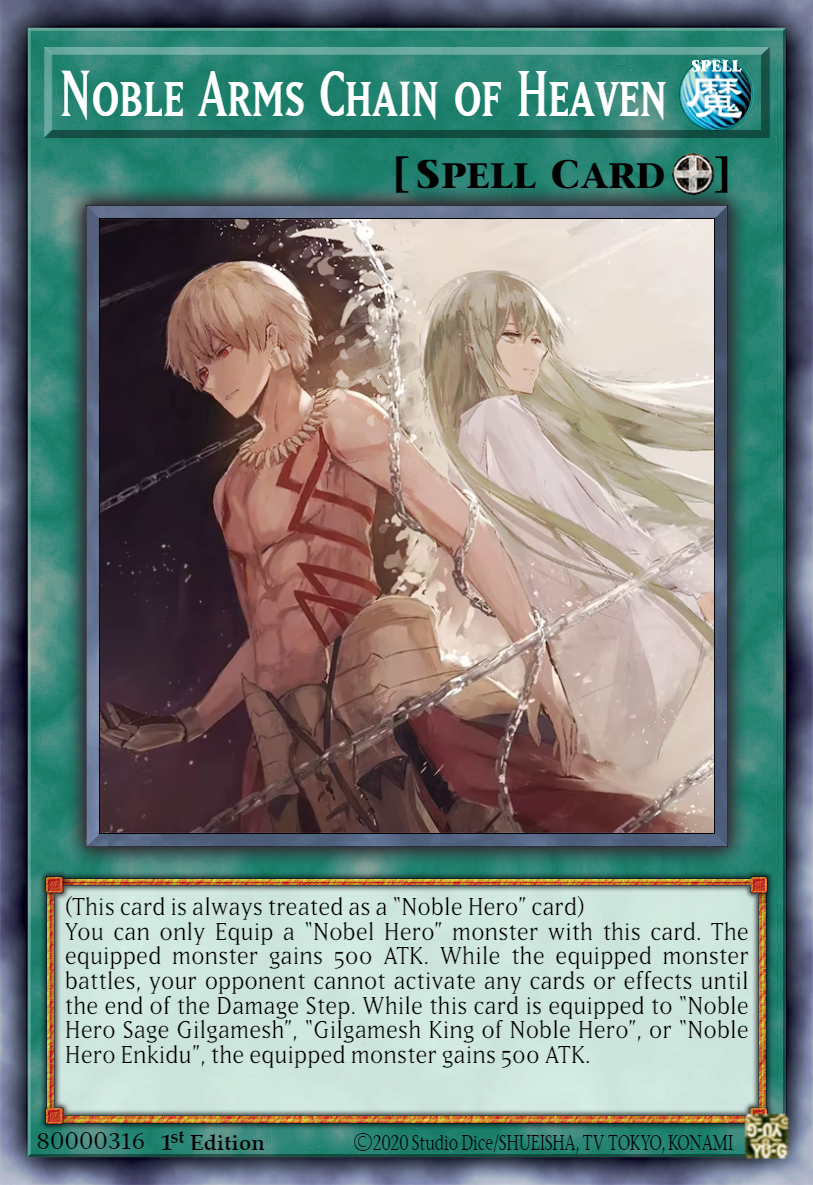 Noble Arms Chain of Heaven
SPELL
魔
[Spell Card]
(This card is always treated as a "Noble Hero" card)
You can only Equip a "Nobel Hero" monster with this card. The
equipped monster gains 500 ATK. While the equipped monster
battles, your opponent cannot activate any cards or effects until
the end of the Damage Step. While this card is equipped to "Noble
Hero Sage Gilgamesh", "Gilgamesh King of Noble Hero", or "Noble
Hero Enkidu", the equipped monster gains 500 ATK.
80000316 1st Edition ©2020 Studio Dice/SHUEISHA, TV TOKYO, KONAMI